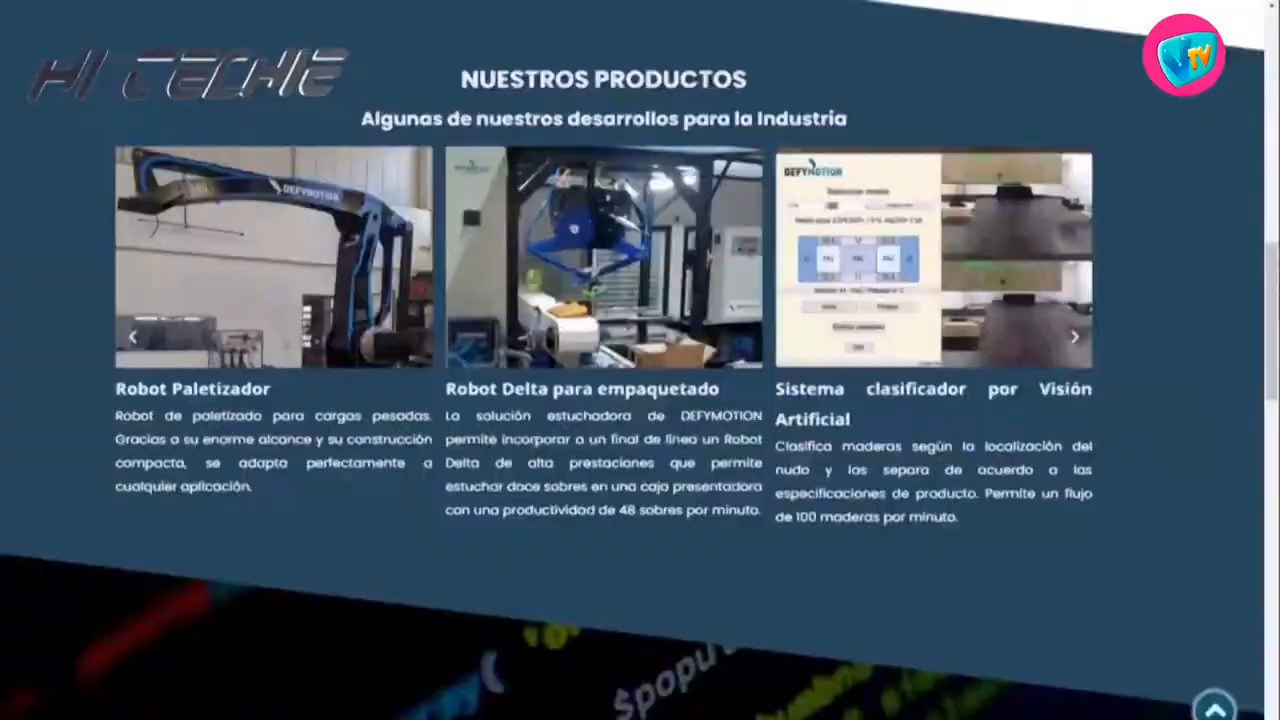 HI TECHIE
TV
NUESTROS PRODUCTOS
Algunas de nuestros desarrollos para la Industria
DEFYMOTION
DEFYMOTION
Robot Paletizador
Robot de paletizado para cargas pesadas.
Gracias a su enorme alcance y su construcción
compacta, se adapta perfectamente a
cualquier aplicación.
Robot Delta para empaquetado
La solución estuchadora de DEFYMOTION
permite incorporar a un final de línea un Robot
Delta de alta prestaciones que permite
estuchar doce sobres en una caja presentadora
con una productividad de 48 sobres por minuto.
Sistema clasificador por Visión
Artificial
Clasifica maderas según la localización del
nudo y las separa de acuerdo a las
especificaciones de producto. Permite un flujo
de 100 maderas por minuto.
$popu